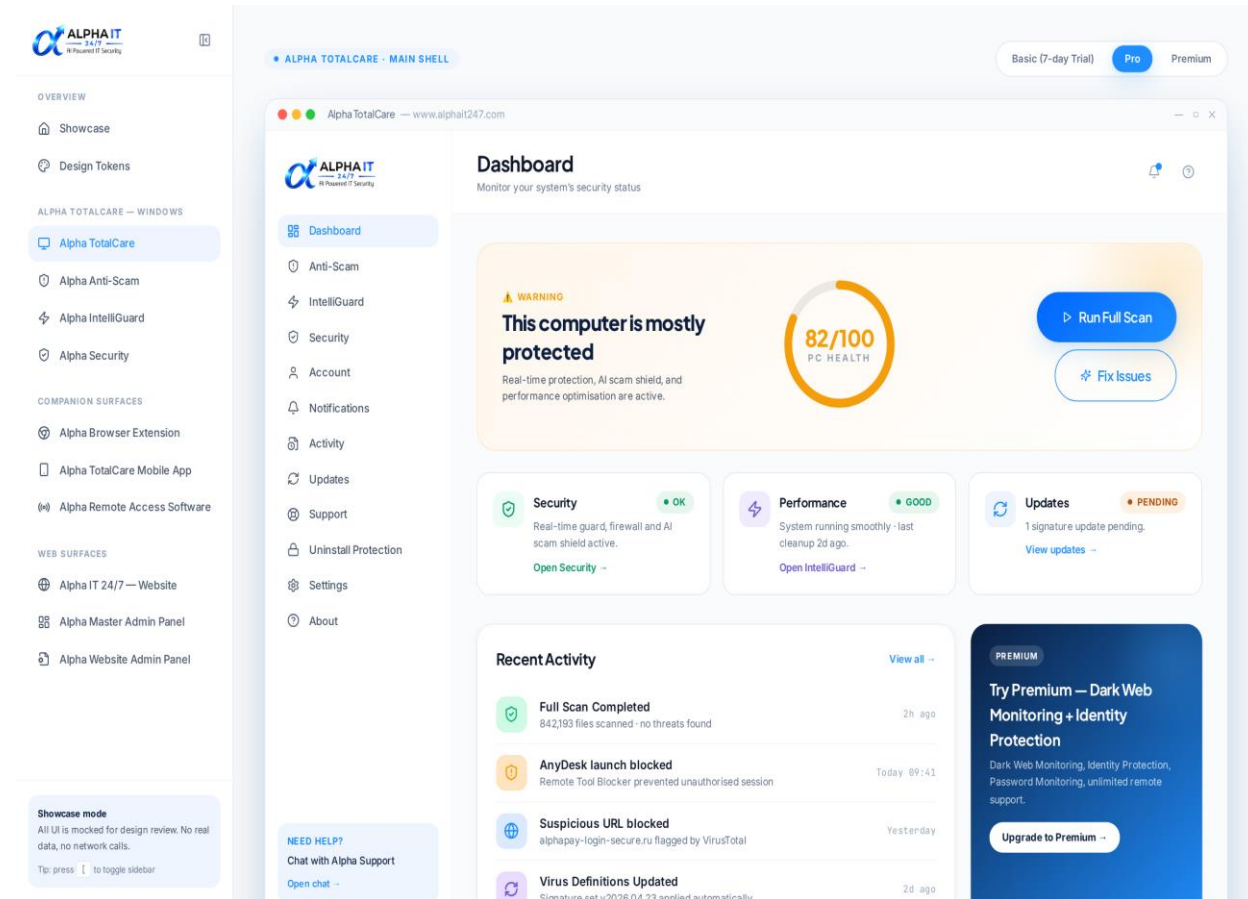 ALPHA IT
24/7
AI Powered IT Security
OVERVIEW
Showcase
Design Tokens
ALPHA TOTALCARE — WINDOWS
Alpha TotalCare
Alpha Anti-Scam
Alpha IntelliGuard
Alpha Security
COMPANION SURFACES
Alpha Browser Extension
Alpha TotalCare Mobile App
Alpha Remote Access Software
WEB SURFACES
Alpha IT 24/7 — Website
Alpha Master Admin Panel
Alpha Website Admin Panel
Showcase mode
All UI is mocked for design review. No real
data, no network calls.
Tip: press [ to toggle sidebar
ALPHA TOTALCARE · MAIN SHELL
Basic (7-day Trial) Pro Premium
Alpha TotalCare — www.alphait247.com
ALPHA IT
24/7
AI Powered IT Security
Dashboard
Anti-Scam
IntelliGuard
Security
Account
Notifications
Activity
Updates
Support
Uninstall Protection
Settings
About
NEED HELP?
Chat with Alpha Support
Open chat →
Dashboard
Monitor your system's security status
⚠ WARNING
This computer is mostly
protected
Real-time protection, AI scam shield, and
performance optimisation are active.
82/100
PC HEALTH
Run Full Scan
Fix Issues
Security • OK
Real-time guard, firewall and AI
scam shield active.
Open Security →
Performance • GOOD
System running smoothly · last
cleanup 2d ago.
Open IntelliGuard →
Updates • PENDING
1 signature update pending.
View updates →
Recent Activity View all →
Full Scan Completed
842,193 files scanned · no threats found
2h ago
AnyDesk launch blocked
Remote Tool Blocker prevented unauthorised session
Today 09:41
Suspicious URL blocked
alphapay-login-secure.ru flagged by VirusTotal
Yesterday
Virus Definitions Updated
Signature set v2026.04.23 applied automatically
2d ago
PREMIUM
Try Premium — Dark Web
Monitoring + Identity
Protection
Dark Web Monitoring, Identity Protection,
Password Monitoring, unlimited remote
support.
Upgrade to Premium →